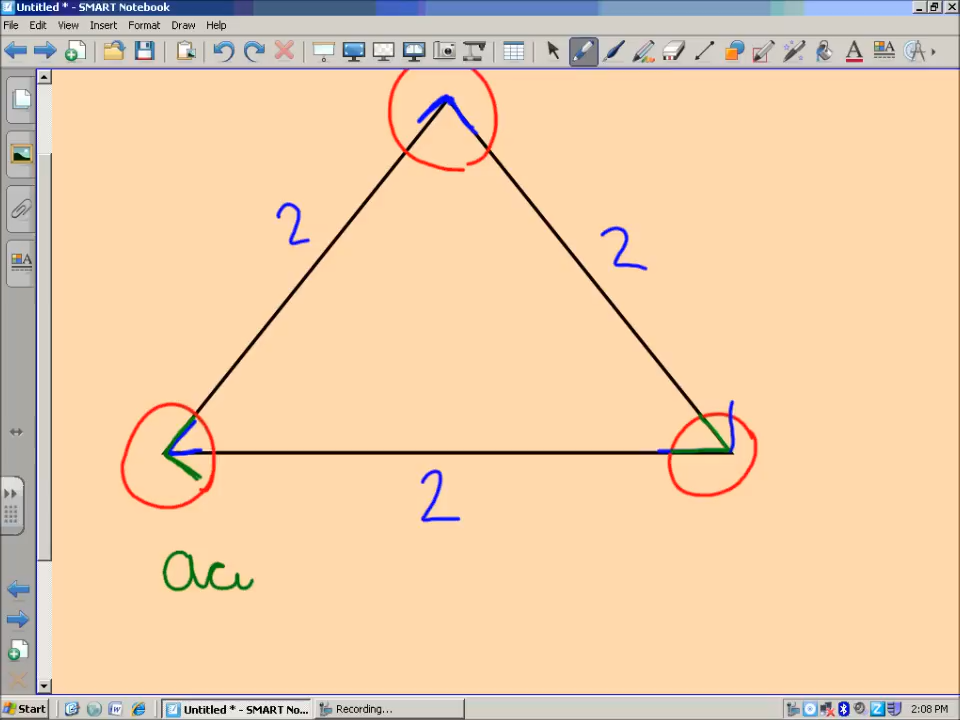 Untitled * - SMART Notebook
File Edit View Insert Format Draw Help
2
2
2
acu
Start
Untitled * - SMART No...
Recording...
2:08 PM